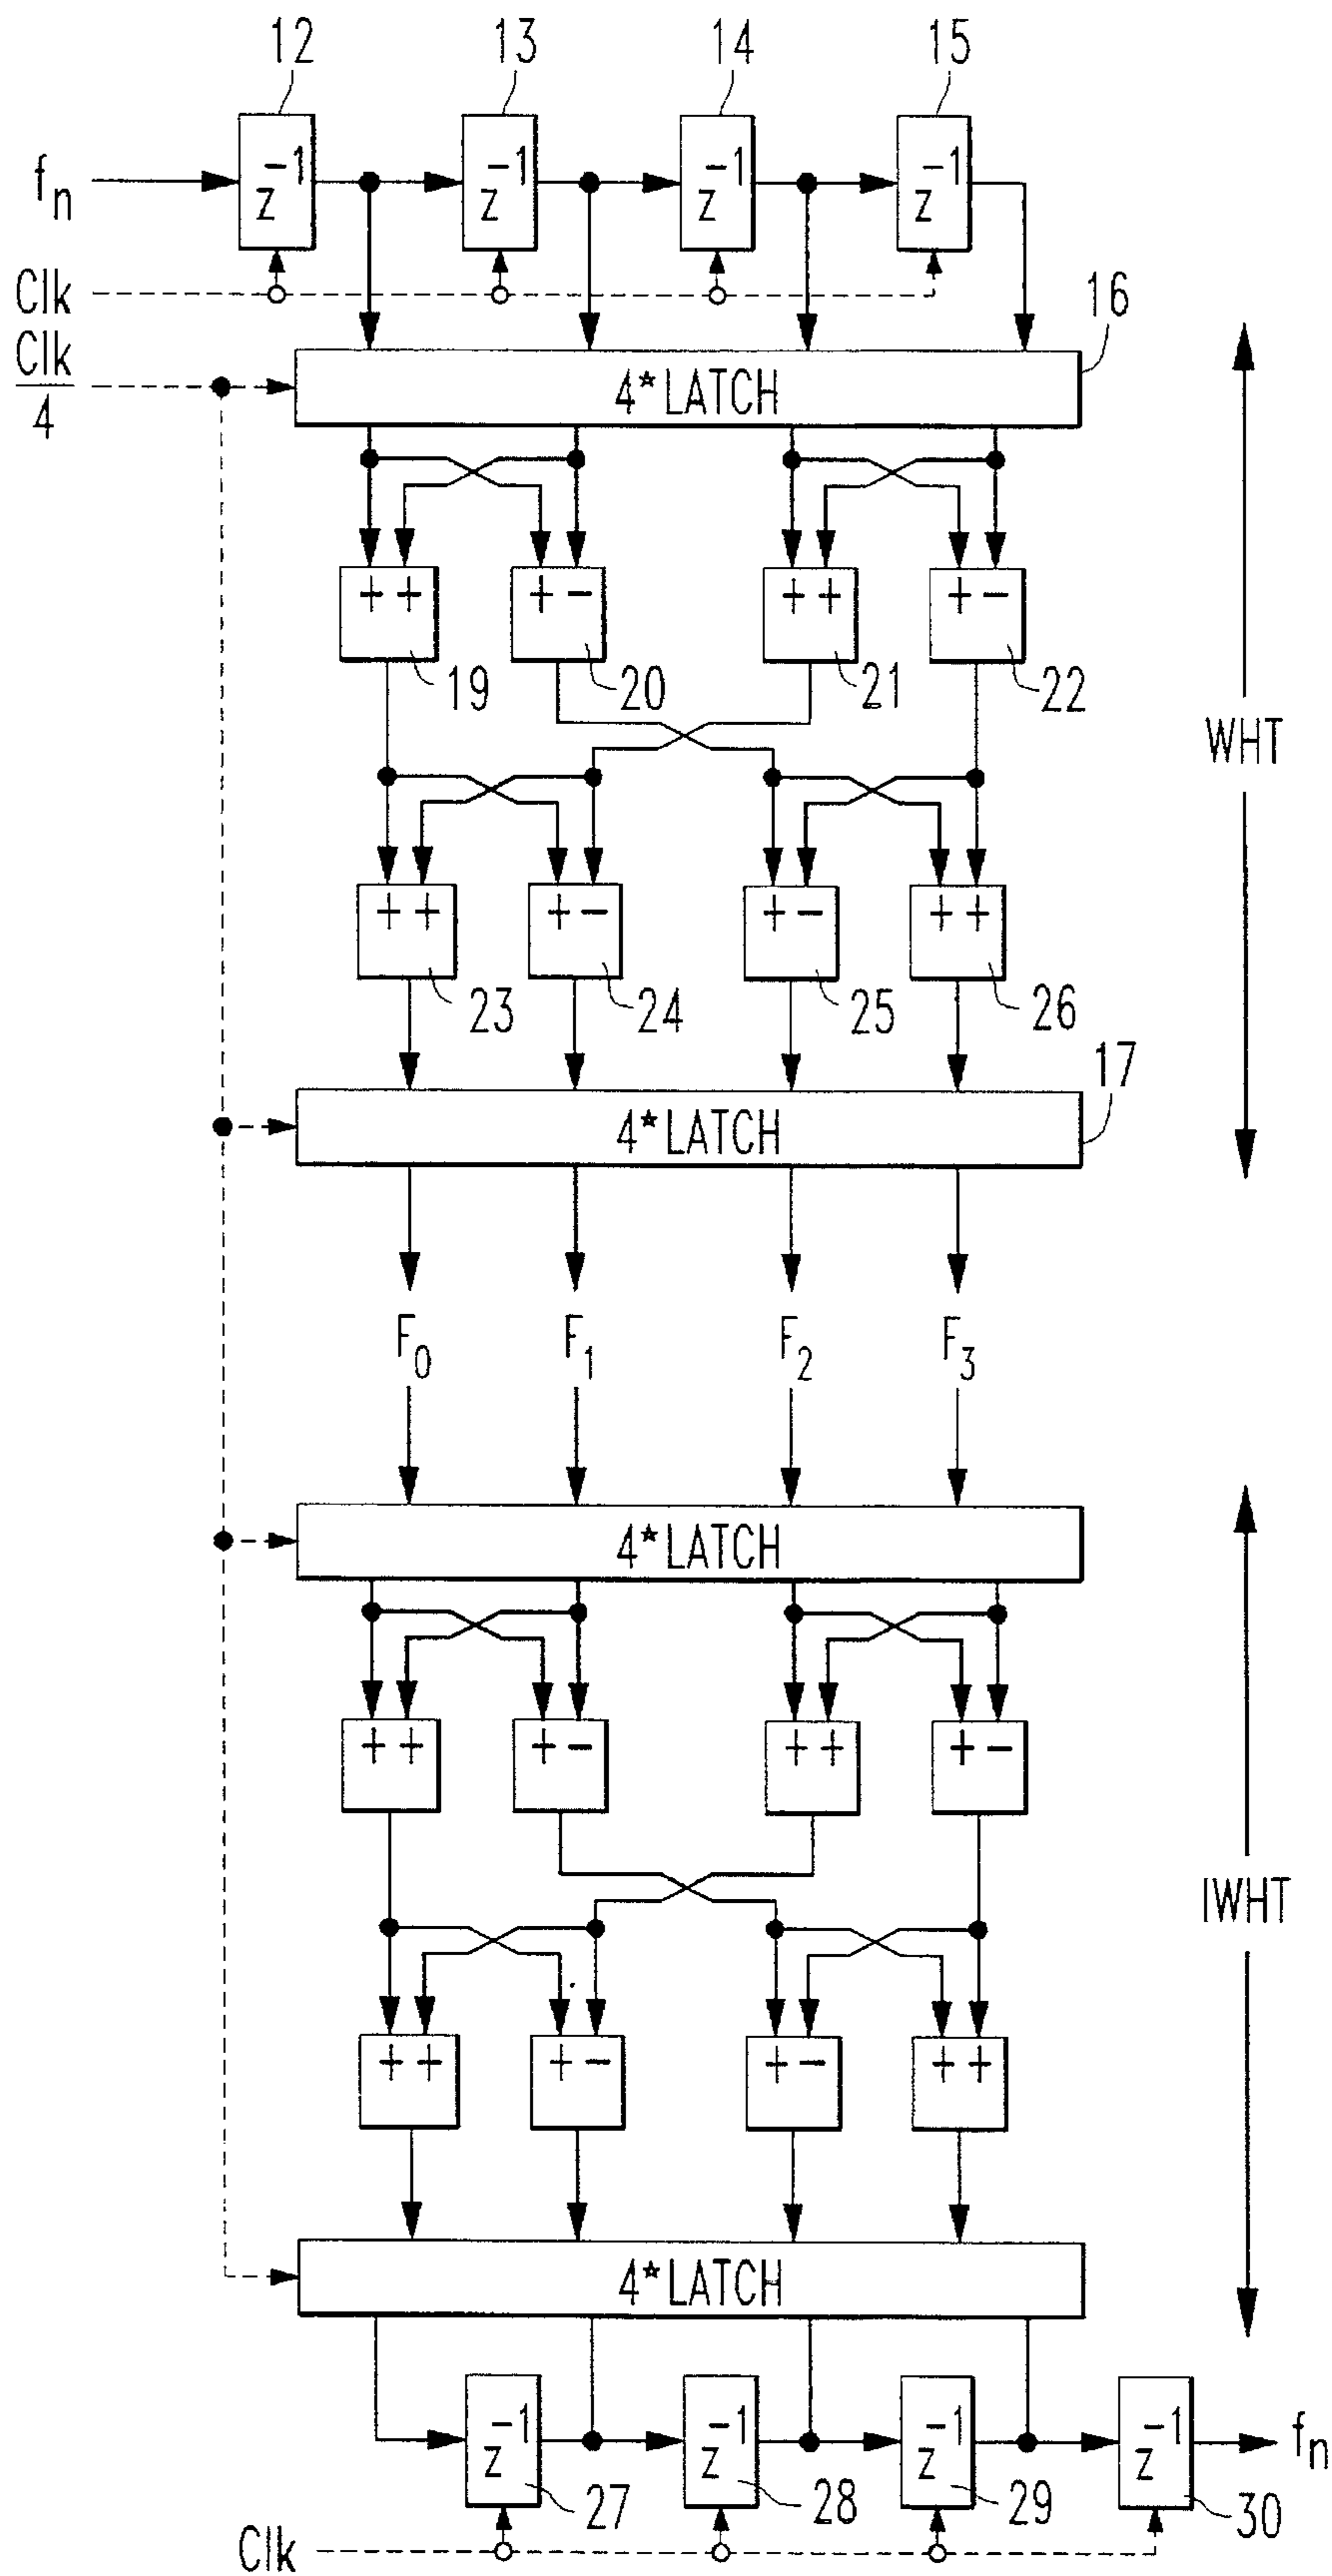 12 13 14 15
fₙ z⁻¹ z⁻¹ z⁻¹ z⁻¹
Clk
16
Clk/4 4*LATCH
++ +− ++ +−
19 20 21 22
WHT
++ +− +− ++
23 24 25 26
17
4*LATCH
F₀ F₁ F₂ F₃
4*LATCH
++ +− ++ +−
IWHT
++ +− +− ++
4*LATCH
z⁻¹ z⁻¹ z⁻¹ z⁻¹ fₙ
27 28 29 30
Clk